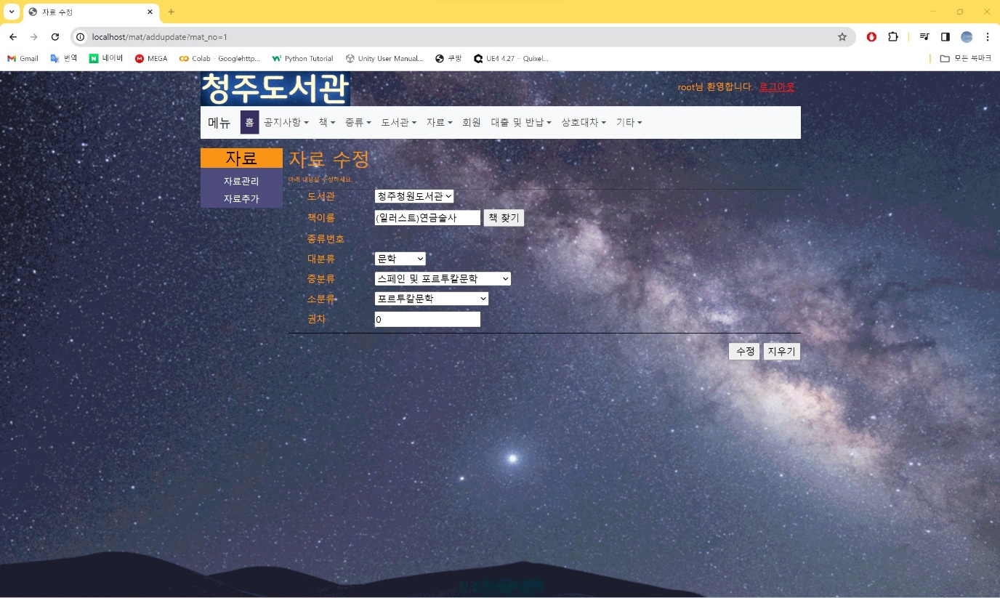 자료 수정
localhost/mat/addupdate?mat_no=1
Gmail 번역 네이버 MEGA Colab - Googlehttp... Python Tutorial Unity User Manual... 쿠팡 UE4 4.27 – Quixel... 모든 북마크
청주도서관
root님 환영합니다. 로그아웃
메뉴 홈 공지사항 책 종류 도서관 자료 회원 대출 및 반납 상호대차 기타
자료
자료관리
자료추가
자료 수정
아래 내용을 수정하세요.
도서관 청주청원도서관
책이름 (일러스트)연금술사 책 찾기
종류번호
대분류 문학
중분류 스페인 및 포르투칼문학
소분류 포르투칼문학
권차 0
수정 지우기